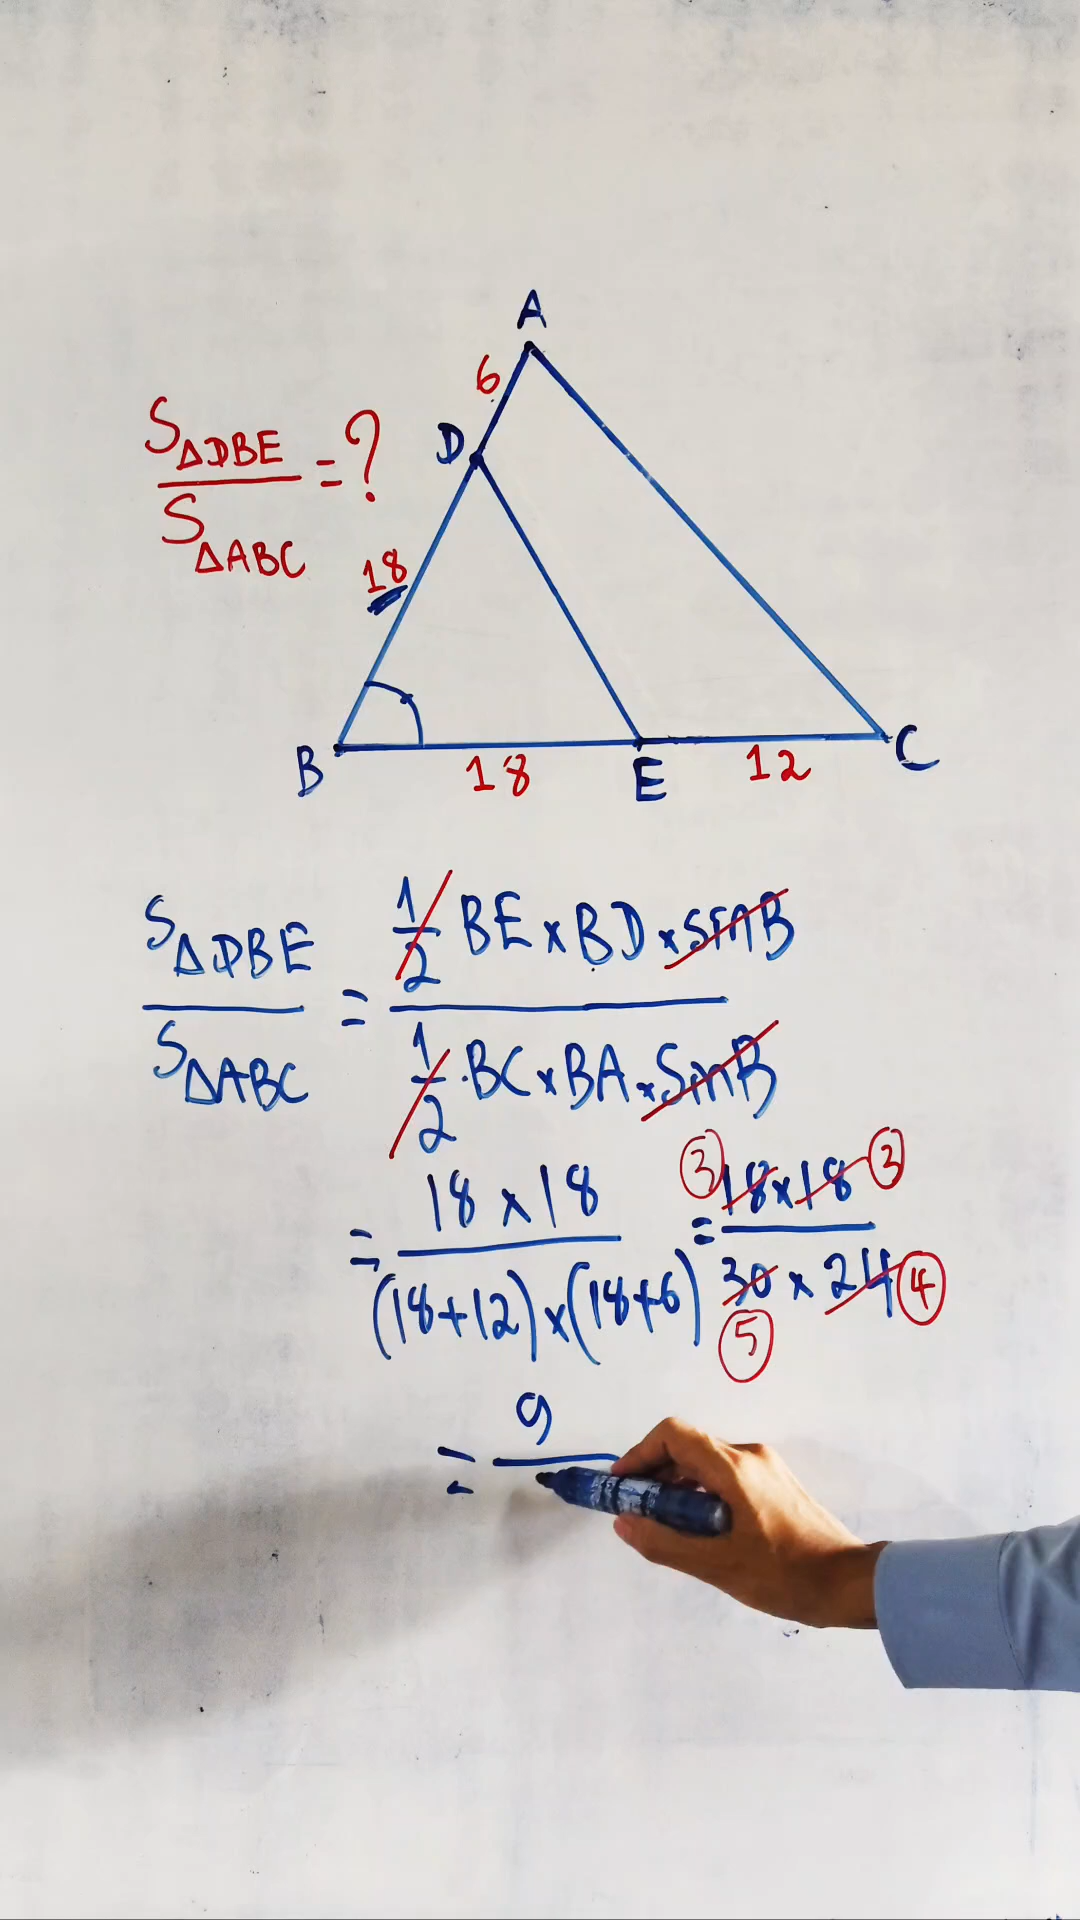 A
6
D
S△DBE
/ S△ABC = ?
18
B 18 E 12 C
S△DBE / S△ABC = 1/2 BE × BD × sinB / 1/2 · BC × BA × SinB
= 18 × 18 / (18+12) × (18+6) = ③ 18 × 18 ③ / 30 × 24 ④
⑤
= 9 /